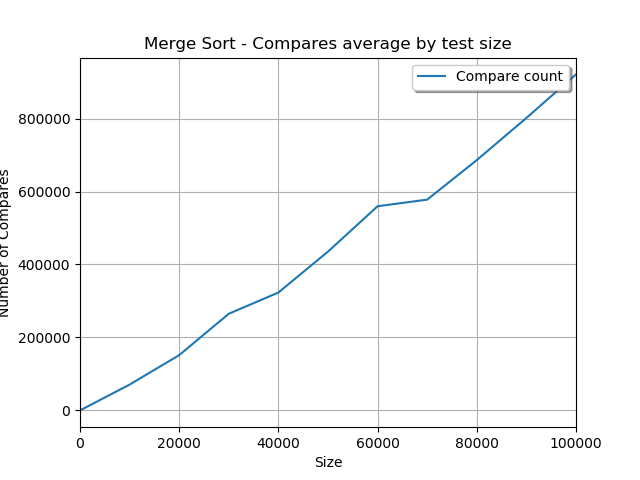 Merge Sort - Compares average by test size
Compare count
Number of Compares
800000
600000
400000
200000
0
0 20000 40000 60000 80000 100000
Size